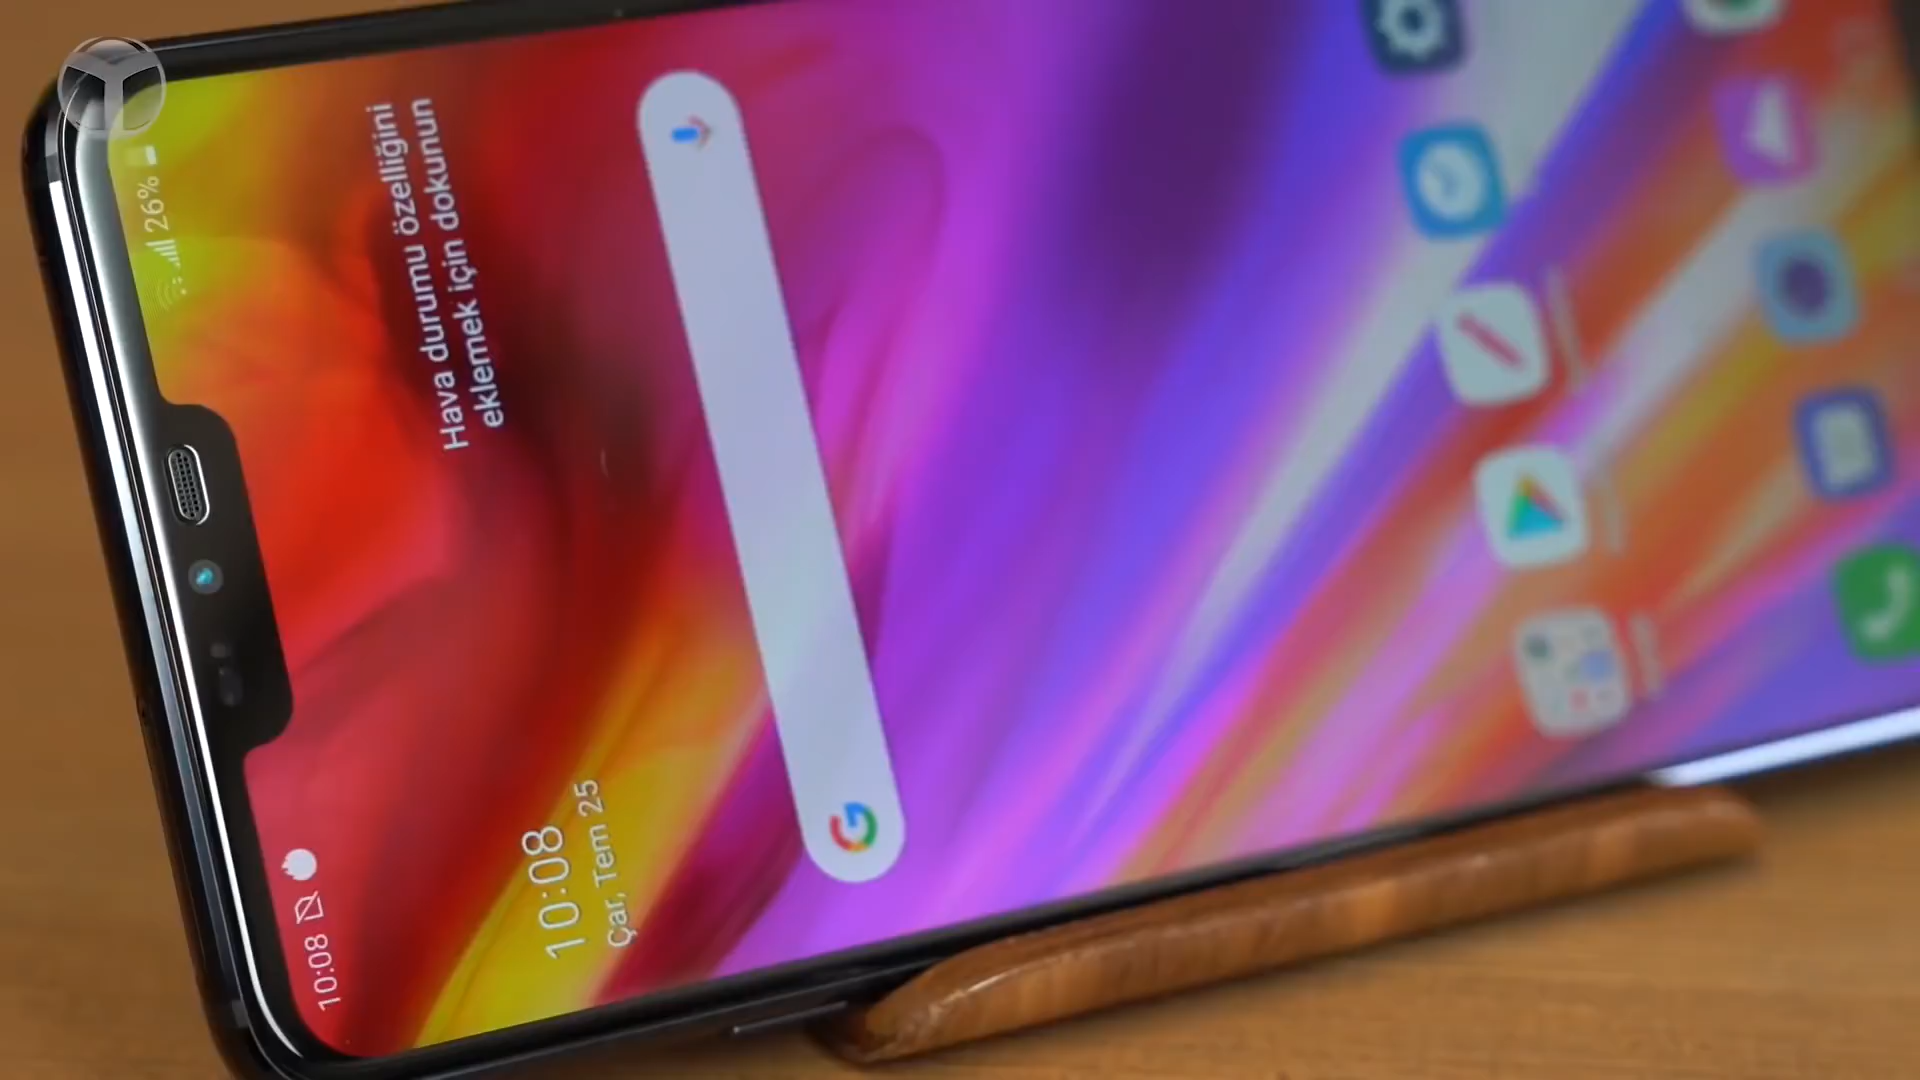 10:08
26%
Hava durumu özelliğini
eklemek için dokunun
10:08
Çar, Tem 25
G